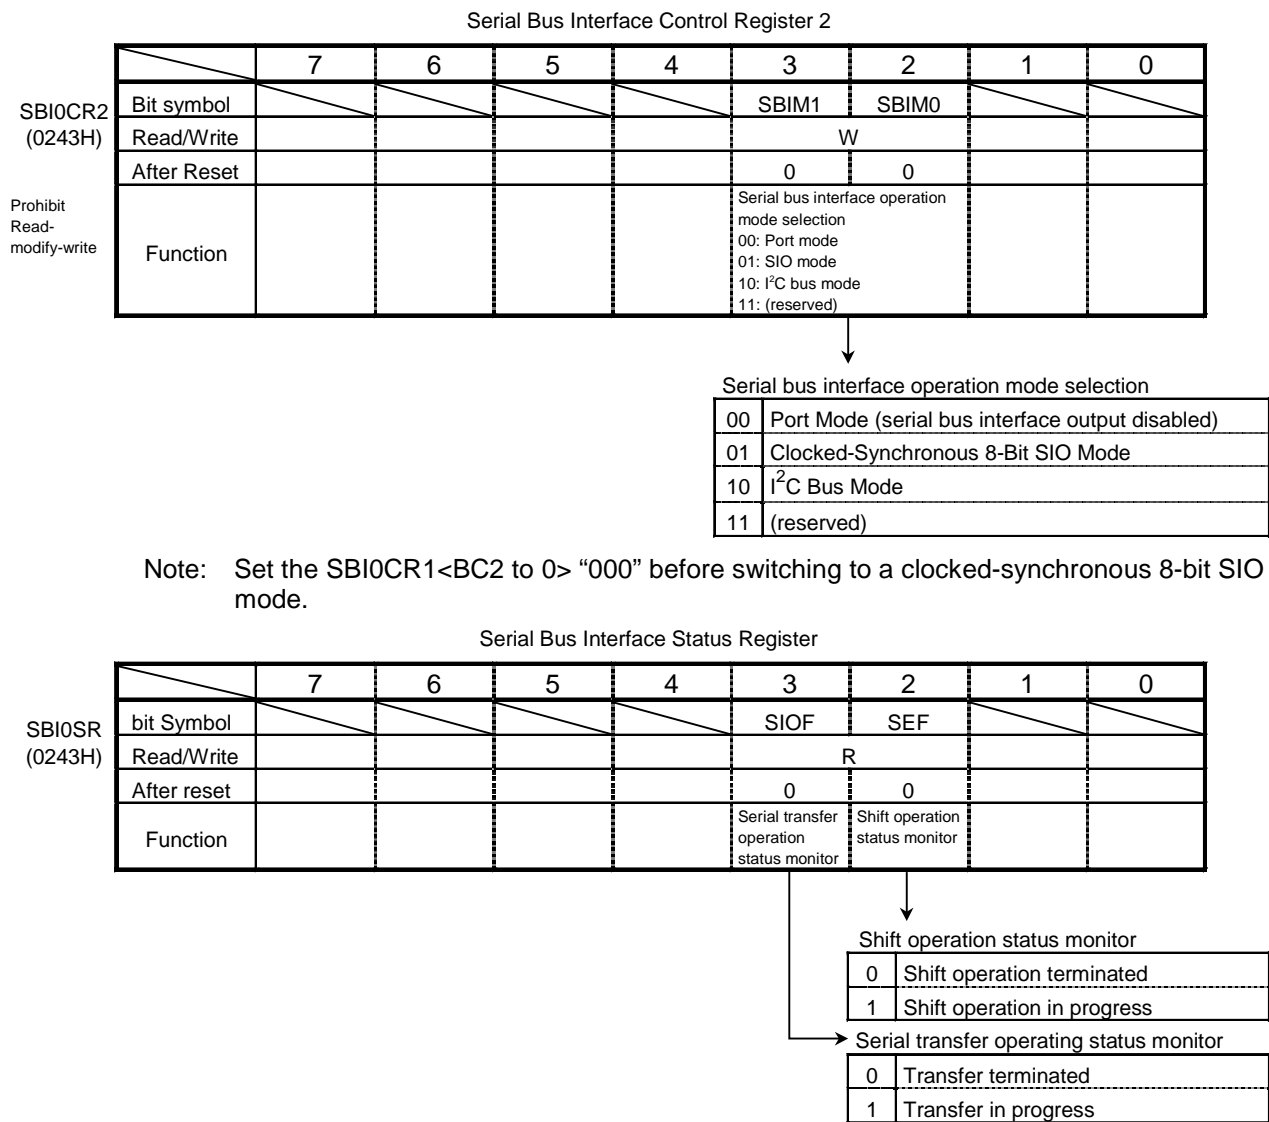 Serial Bus Interface Control Register 2
7 6 5 4 3 2 1 0
SBI0CR2
(0243H)
Bit symbol SBIM1 SBIM0
Read/Write W
After Reset 0 0
Prohibit
Read-
modify-write
Function
Serial bus interface operation
mode selection
00: Port mode
01: SIO mode
10: I²C bus mode
11: (reserved)
Serial bus interface operation mode selection
00 Port Mode (serial bus interface output disabled)
01 Clocked-Synchronous 8-Bit SIO Mode
10 I²C Bus Mode
11 (reserved)
Note: Set the SBI0CR1<BC2 to 0> “000” before switching to a clocked-synchronous 8-bit SIO
mode.
Serial Bus Interface Status Register
7 6 5 4 3 2 1 0
SBI0SR
(0243H)
bit Symbol SIOF SEF
Read/Write R
After reset 0 0
Function
Serial transfer
operation
status monitor
Shift operation
status monitor
Shift operation status monitor
0 Shift operation terminated
1 Shift operation in progress
Serial transfer operating status monitor
0 Transfer terminated
1 Transfer in progress